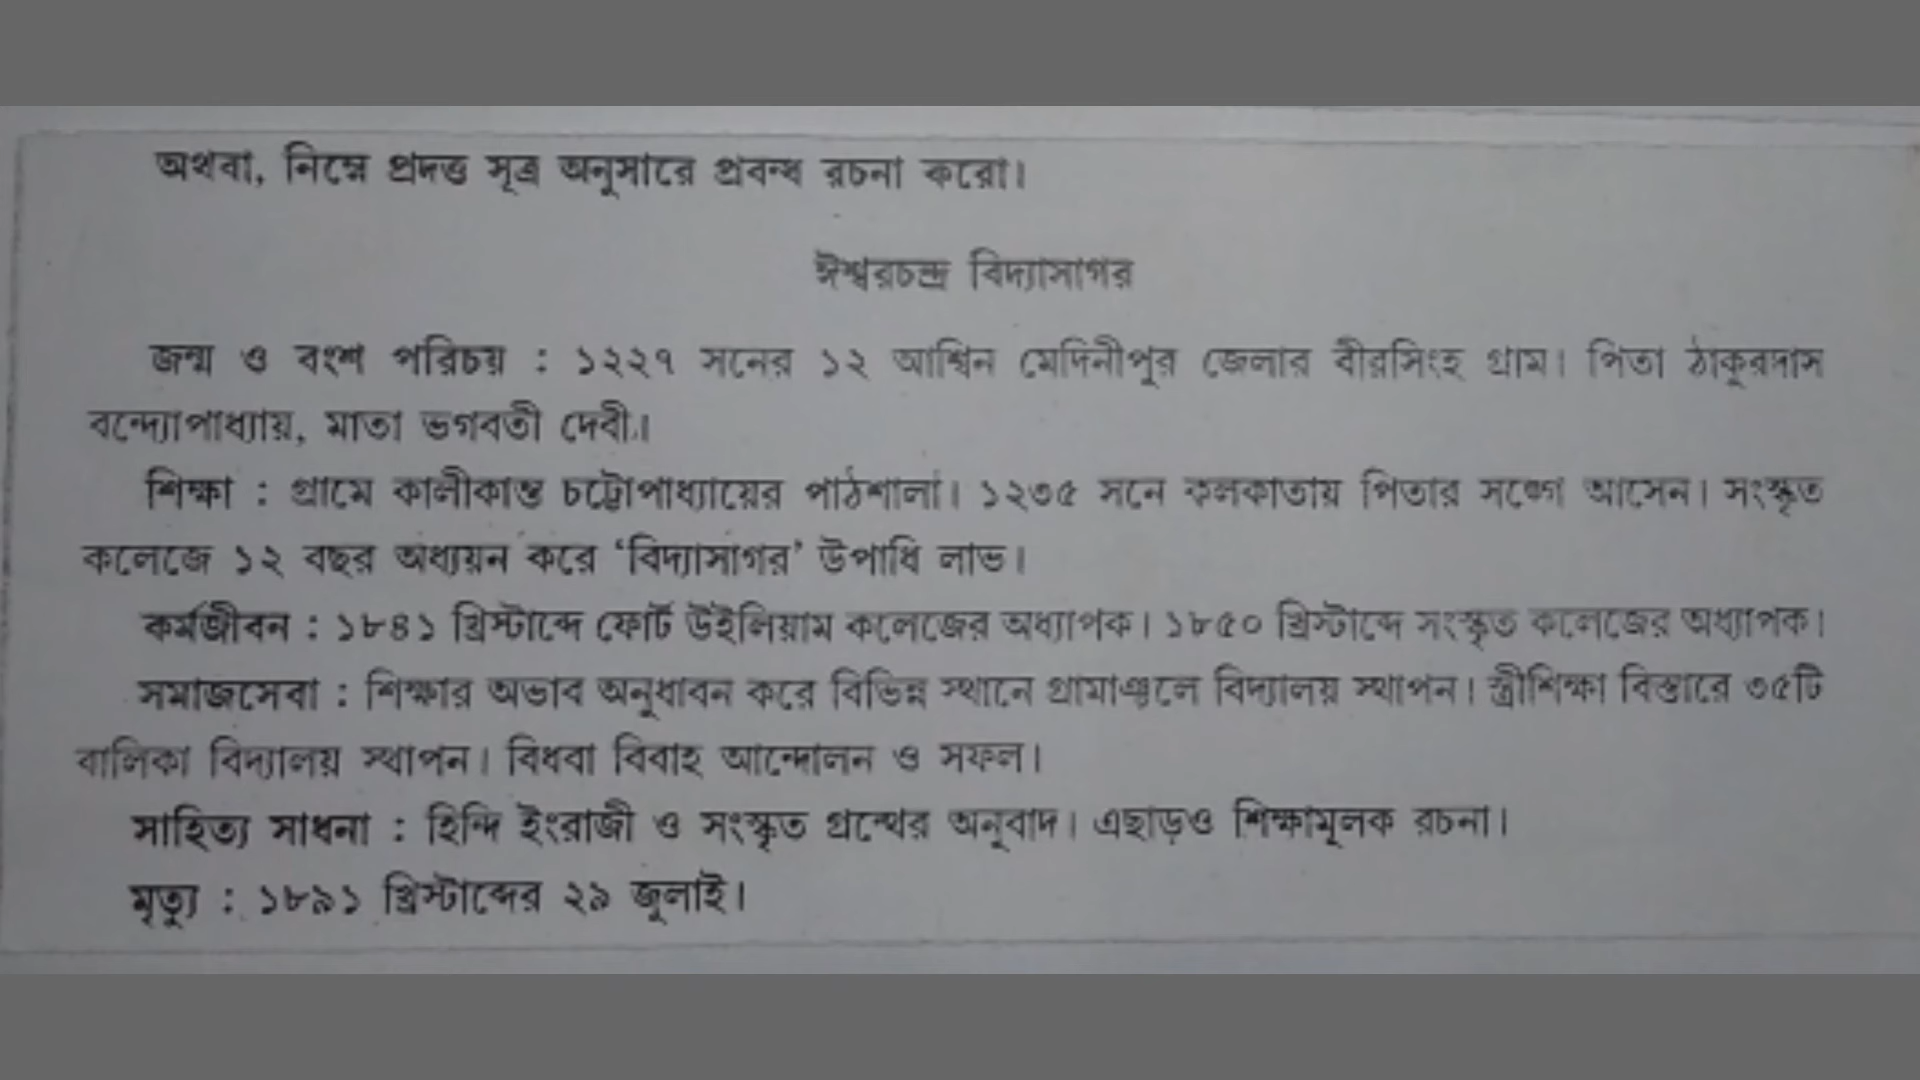 অথবা, নিম্নে প্রদত্ত সূত্র অনুসারে প্রবন্ধ রচনা করো।
ঈশ্বরচন্দ্র বিদ্যাসাগর
জন্ম ও বংশ পরিচয় : ১২২৭ সনের ১২ আশ্বিন মেদিনীপুর জেলার বীরসিংহ গ্রাম। পিতা ঠাকুরদাস
বন্দ্যোপাধ্যায়, মাতা ভগবতী দেবী।
শিক্ষা : গ্রামে কালীকান্ত চট্টোপাধ্যায়ের পাঠশালা। ১২৩৫ সনে কলকাতায় পিতার সঙ্গে আসেন। সংস্কৃত
কলেজে ১২ বছর অধ্যয়ন করে ‘বিদ্যাসাগর’ উপাধি লাভ।
কর্মজীবন : ১৮৪১ খ্রিস্টাব্দে ফোর্ট উইলিয়াম কলেজের অধ্যাপক। ১৮৫০ খ্রিস্টাব্দে সংস্কৃত কলেজের অধ্যাপক।
সমাজসেবা : শিক্ষার অভাব অনুধাবন করে বিভিন্ন স্থানে গ্রামাঞ্চলে বিদ্যালয় স্থাপন। স্ত্রীশিক্ষা বিস্তারে ৩৫টি
বালিকা বিদ্যালয় স্থাপন। বিধবা বিবাহ আন্দোলন ও সফল।
সাহিত্য সাধনা : হিন্দি ইংরাজী ও সংস্কৃত গ্রন্থের অনুবাদ। এছাড়ও শিক্ষামূলক রচনা।
মৃত্যু : ১৮৯১ খ্রিস্টাব্দের ২৯ জুলাই।